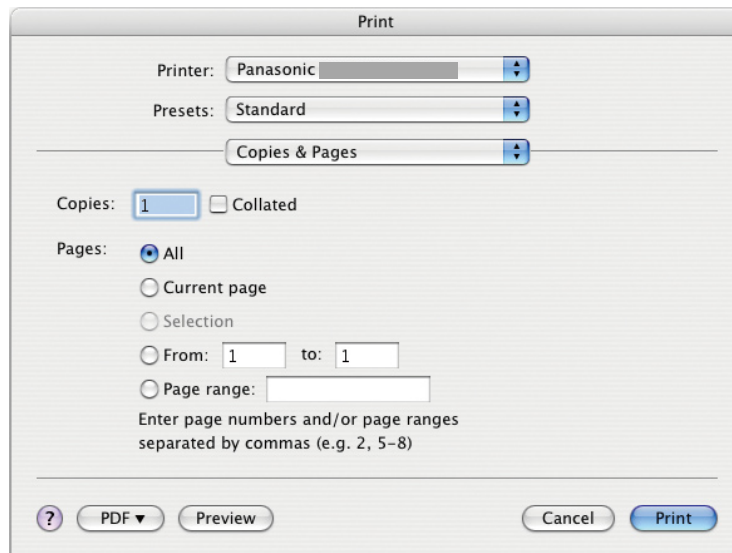 Print
Printer: Panasonic
Presets: Standard
Copies & Pages
Copies: 1 Collated
Pages: All
Current page
Selection
From: 1 to: 1
Page range:
Enter page numbers and/or page ranges
separated by commas (e.g. 2, 5-8)
? PDF▼ Preview Cancel Print